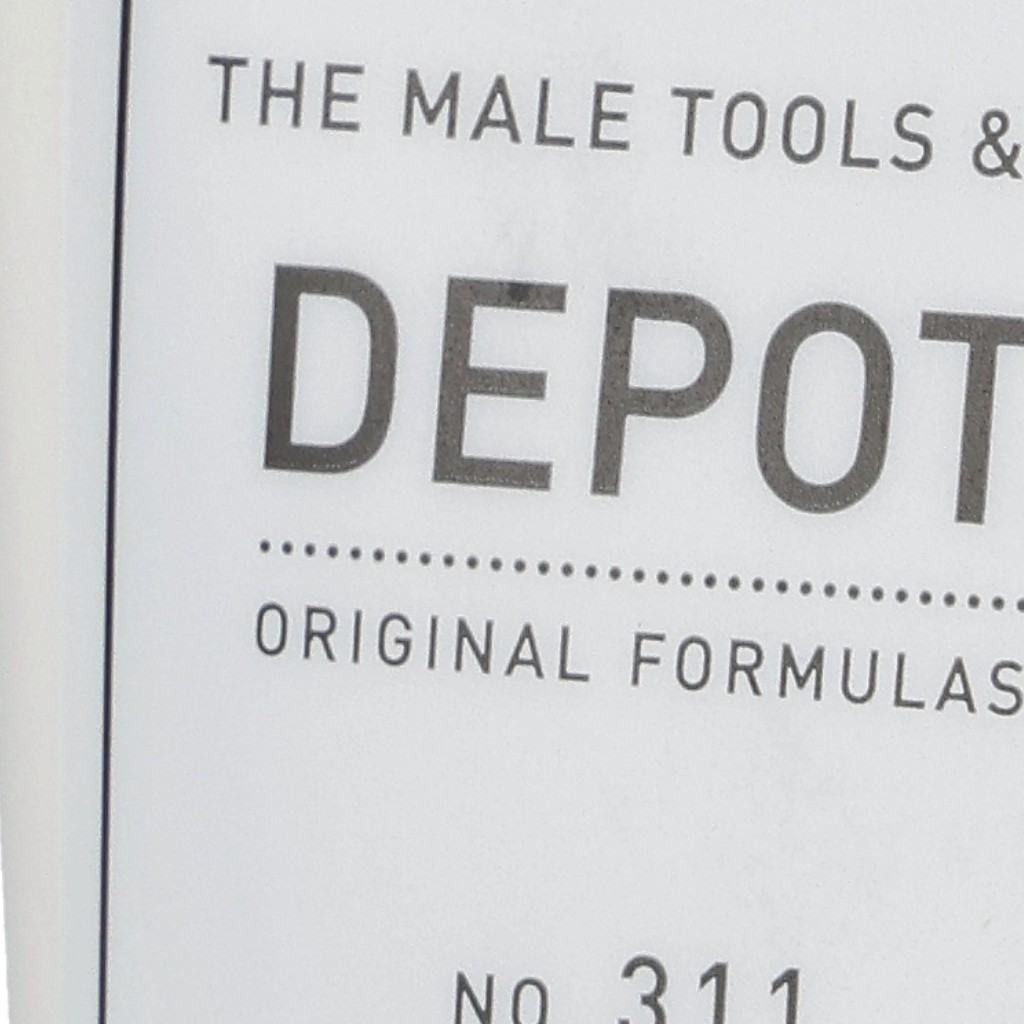 THE MALE TOOLS &
DEPOT
ORIGINAL FORMULAS
NO 311